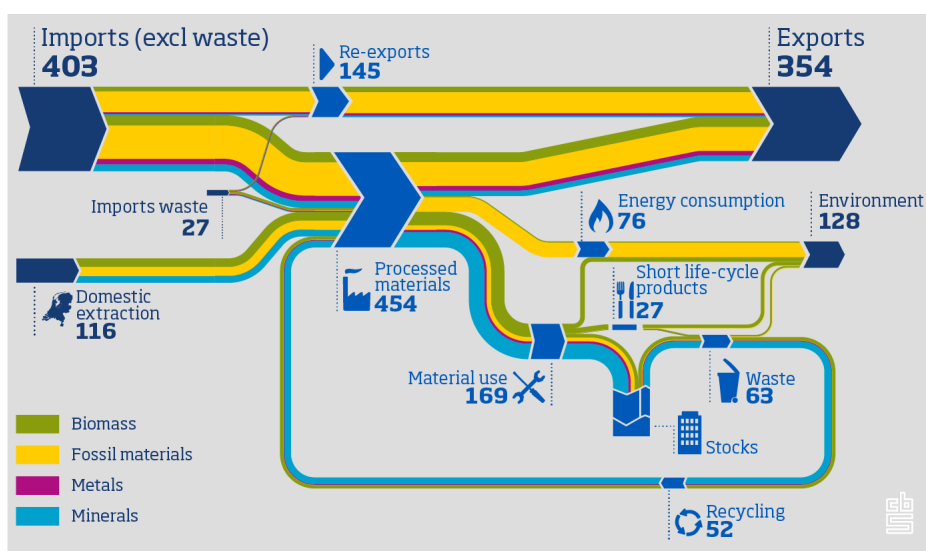 Imports (excl waste)
403
Re-exports
145
Exports
354
Imports waste
27
Energy consumption
76
Environment
128
Processed
materials
454
Short life-cycle
products
27
Domestic
extraction
116
Material use
169
Waste
63
Stocks
Biomass
Fossil materials
Metals
Minerals
Recycling
52
cbs